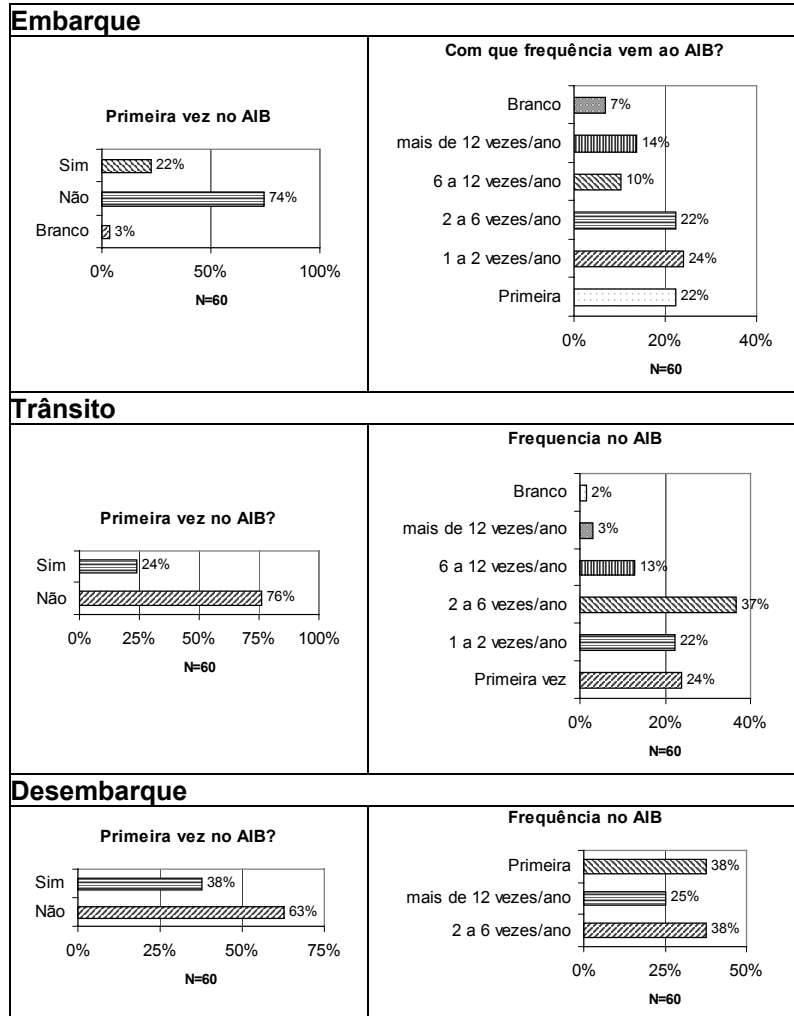 Embarque
Primeira vez no AIB
Sim 22%
Não 74%
Branco 3%
0% 50% 100%
N=60
Com que frequência vem ao AIB?
Branco 7%
mais de 12 vezes/ano 14%
6 a 12 vezes/ano 10%
2 a 6 vezes/ano 22%
1 a 2 vezes/ano 24%
Primeira 22%
0% 20% 40%
N=60
Trânsito
Primeira vez no AIB?
Sim 24%
Não 76%
0% 25% 50% 75% 100%
N=60
Frequencia no AIB
Branco 2%
mais de 12 vezes/ano 3%
6 a 12 vezes/ano 13%
2 a 6 vezes/ano 37%
1 a 2 vezes/ano 22%
Primeira vez 24%
0% 20% 40%
N=60
Desembarque
Primeira vez no AIB?
Sim 38%
Não 63%
0% 25% 50% 75%
N=60
Frequência no AIB
Primeira 38%
mais de 12 vezes/ano 25%
2 a 6 vezes/ano 38%
0% 25% 50%
N=60